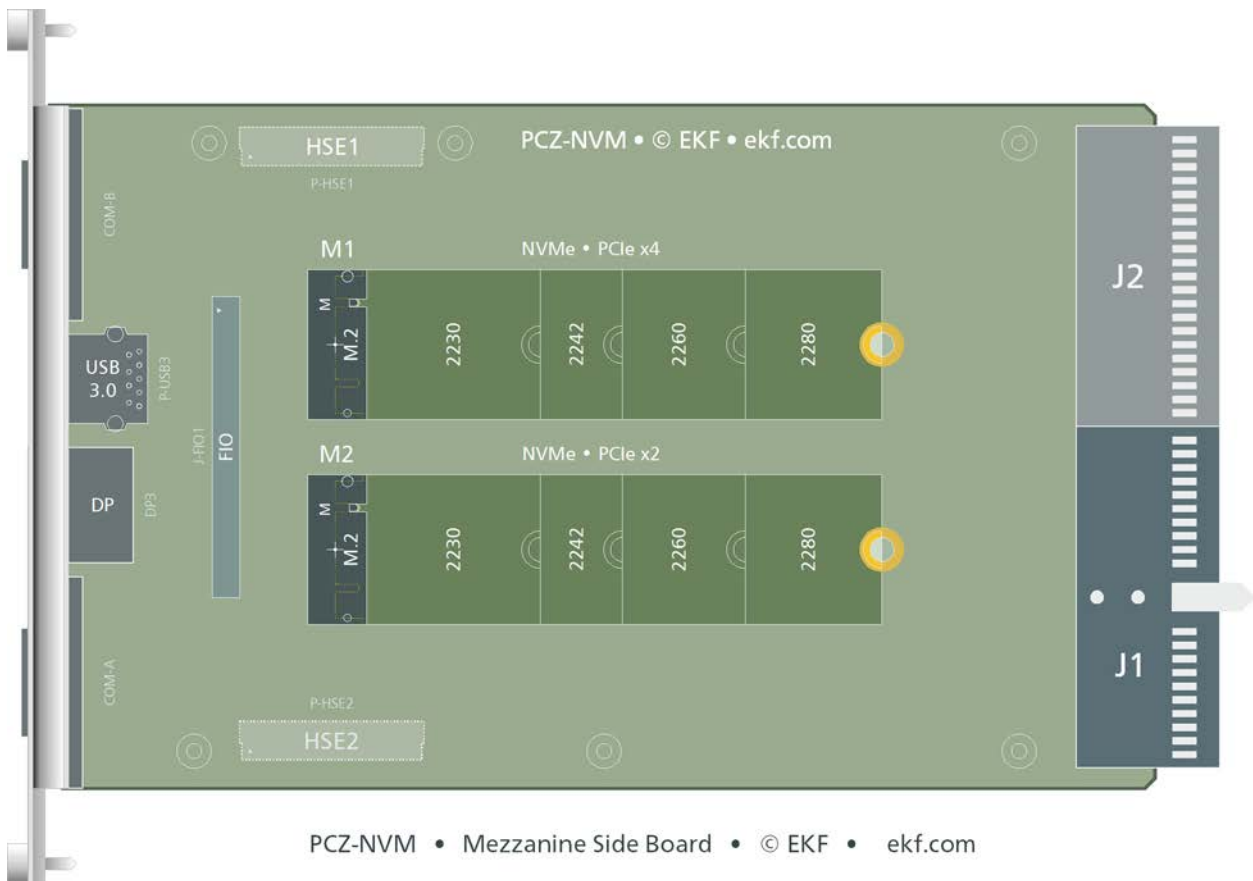 HSE1
PCZ-NVM • © EKF • ekf.com
P-HSE1
COM-B
M1
NVMe • PCIe x4
J2
M
M.2
2230
2242
2260
2280
USB
3.0
P-USB3
J-FIO1
FIO
M2
NVMe • PCIe x2
DP
DP3
M
M.2
2230
2242
2260
2280
COM-A
J1
P-HSE2
HSE2
PCZ-NVM • Mezzanine Side Board • © EKF • ekf.com